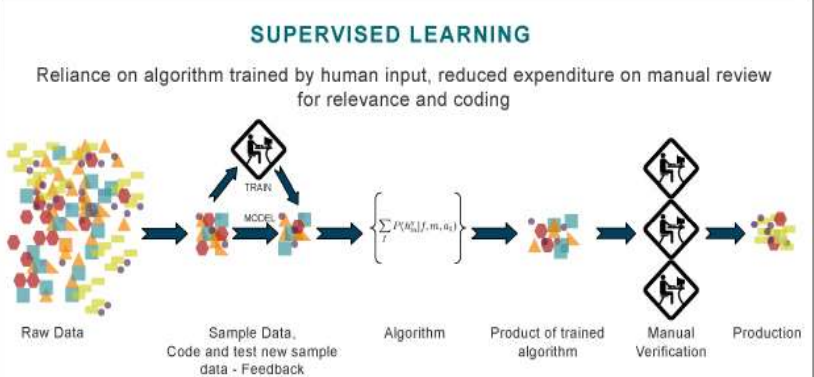 SUPERVISED LEARNING
Reliance on algorithm trained by human input, reduced expenditure on manual review
for relevance and coding
TRAIN
MODEL
Raw Data
Sample Data,
Code and test new sample
data - Feedback
Algorithm
Product of trained
algorithm
Manual
Verification
Production